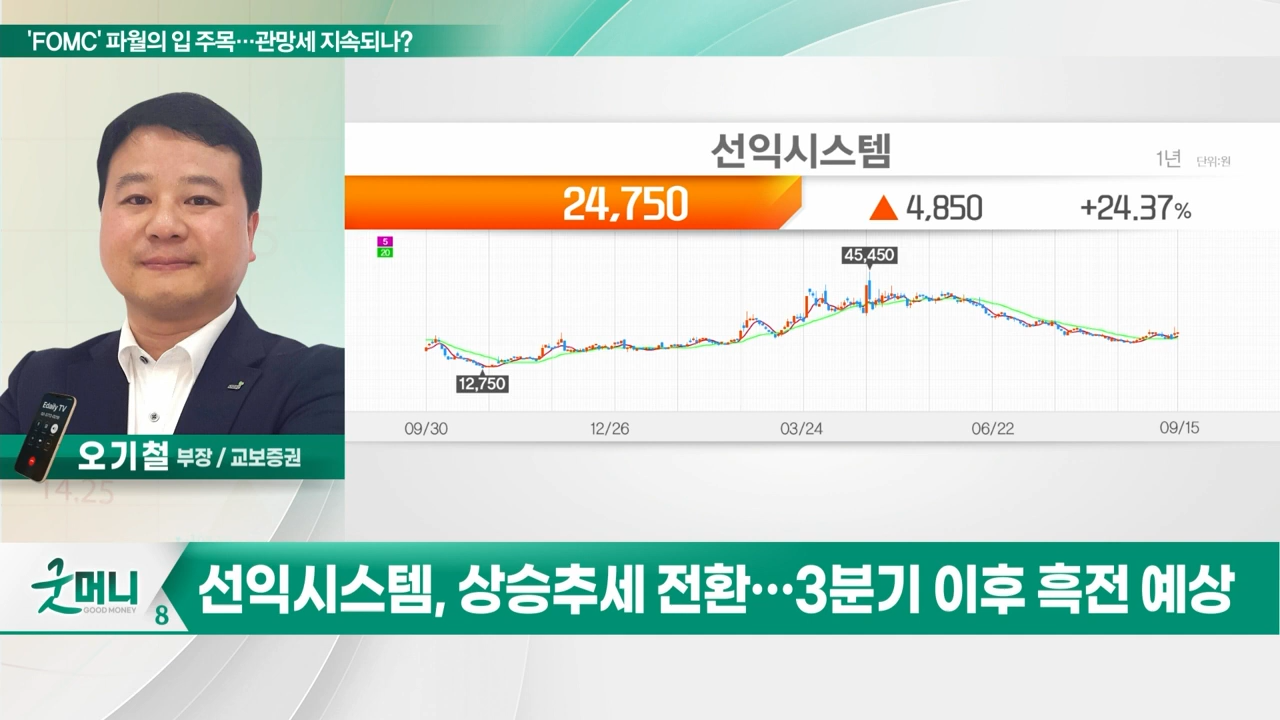 'FOMC' 파월의 입 주목…관망세 지속되나?
선익시스템
1년 단위:원
24,750 ▲ 4,850 +24.37%
5
20
45,450
12,750
09/30 12/26 03/24 06/22 09/15
Edaily TV
오기철 부장 / 교보증권
14.25
굿머니 GOOD MONEY 8
선익시스템, 상승추세 전환…3분기 이후 흑전 예상